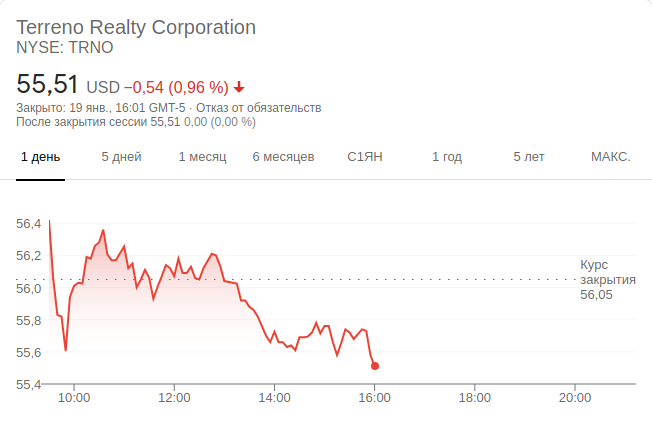 Terreno Realty Corporation
NYSE: TRNO
55,51 USD −0,54 (0,96 %)
Закрыто: 19 янв., 16:01 GMT-5 · Отказ от обязательств
После закрытия сессии 55,51 0,00 (0,00 %)
1 день 5 дней 1 месяц 6 месяцев С1ЯН 1 год 5 лет МАКС.
56,4
56,2
56,0
55,8
55,6
55,4
Курс
закрытия
56,05
10:00 12:00 14:00 16:00 18:00 20:00